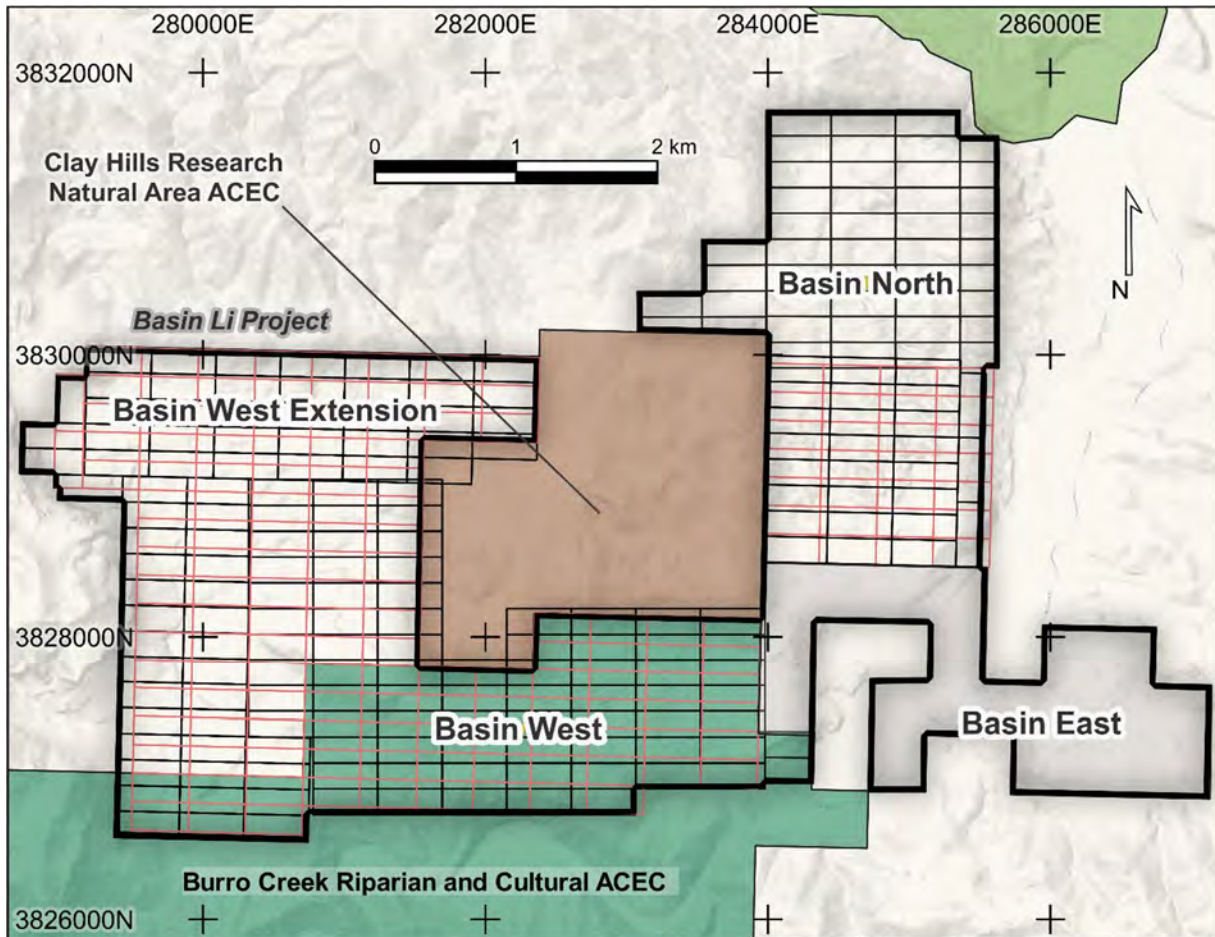 280000E
282000E
284000E
286000E
3832000N
Clay Hills Research
Natural Area ACEC
0
1
2 km
Basin North
N
Basin Li Project
3830000N
Basin West Extension
3828000N
Basin West
Basin East
Burro Creek Riparian and Cultural ACEC
3826000N